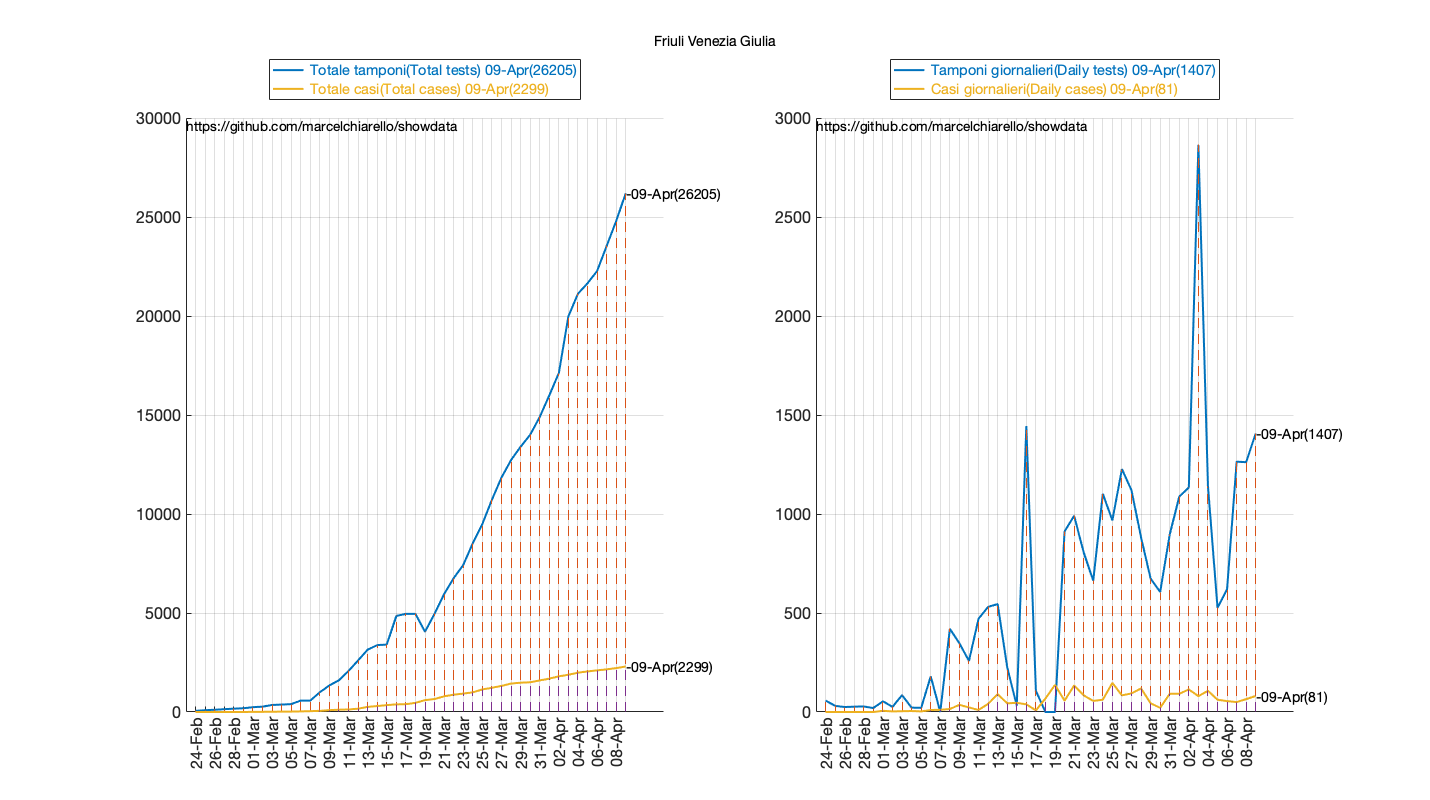 Friuli Venezia Giulia
Totale tamponi(Total tests) 09-Apr(26205)
Totale casi(Total cases) 09-Apr(2299)
https://github.com/marcelchiarello/showdata
30000
25000
20000
15000
10000
5000
0
-09-Apr(26205)
-09-Apr(2299)
24-Feb
26-Feb
28-Feb
01-Mar
03-Mar
05-Mar
07-Mar
09-Mar
11-Mar
13-Mar
15-Mar
17-Mar
19-Mar
21-Mar
23-Mar
25-Mar
27-Mar
29-Mar
31-Mar
02-Apr
04-Apr
06-Apr
08-Apr
Tamponi giornalieri(Daily tests) 09-Apr(1407)
Casi giornalieri(Daily cases) 09-Apr(81)
https://github.com/marcelchiarello/showdata
3000
2500
2000
1500
1000
500
0
-09-Apr(1407)
-09-Apr(81)
24-Feb
26-Feb
28-Feb
01-Mar
03-Mar
05-Mar
07-Mar
09-Mar
11-Mar
13-Mar
15-Mar
17-Mar
19-Mar
21-Mar
23-Mar
25-Mar
27-Mar
29-Mar
31-Mar
02-Apr
04-Apr
06-Apr
08-Apr